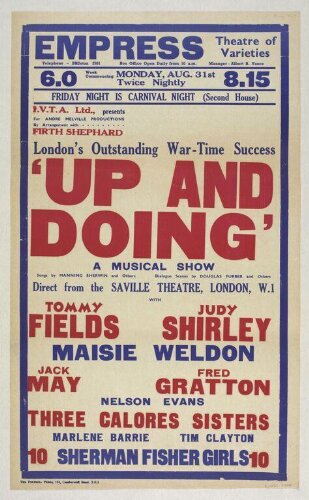 EMPRESS Theatre of Varieties
Telephone - BRIxton 2101 Box Office Open Daily from 10 a.m. Manager - Albert B. Vasco
6.0 Week Commencing MONDAY, AUG. 31st Twice Nightly 8.15
FRIDAY NIGHT IS CARNIVAL NIGHT (Second House)
I.V.T.A. Ltd., presents
For ANDRE MELVILLE PRODUCTIONS
By Arrangement with
FIRTH SHEPHARD
London's Outstanding War-Time Success
'UP AND
DOING'
A MUSICAL SHOW
Songs by MANNING SHERWIN and Others Dialogue Scenes by DOUGLAS FURBER and Others
Direct from the SAVILLE THEATRE, LONDON, W.1
WITH
TOMMY FIELDS JUDY SHIRLEY
MAISIE WELDON
JACK MAY FRED GRATTON
NELSON EVANS
THREE CALORES SISTERS
MARLENE BARRIE TIM CLAYTON
10 SHERMAN FISHER GIRLS 10